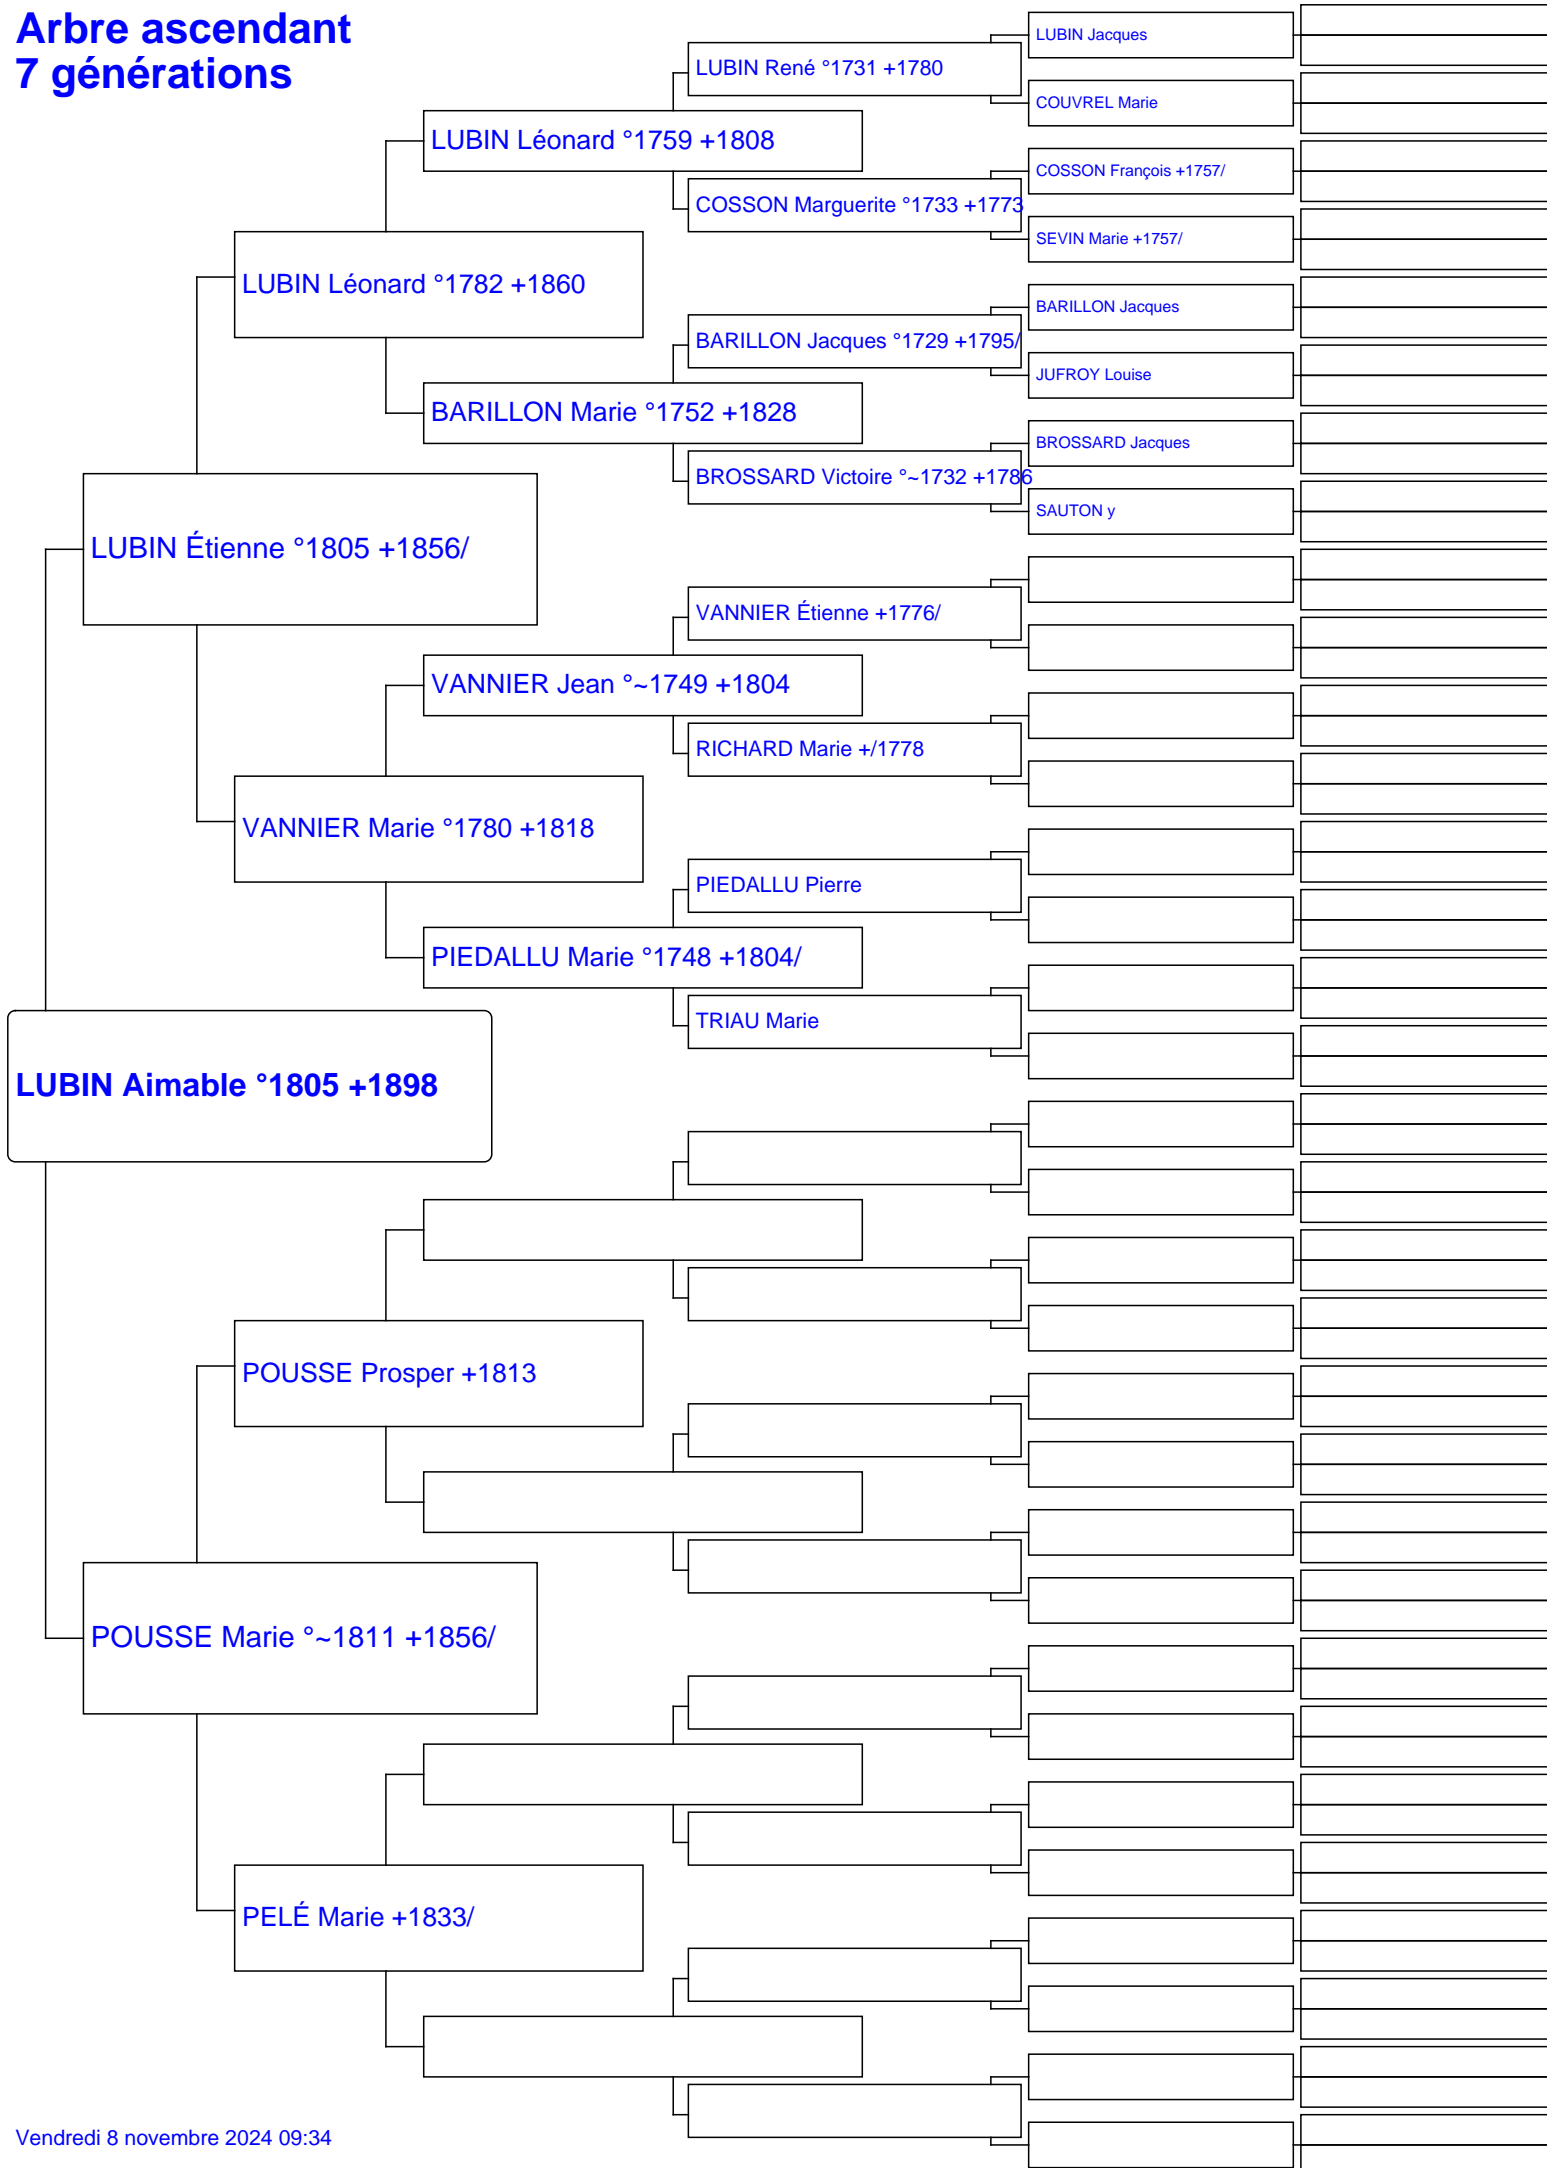 Arbre ascendant
7 générations
LUBIN Jacques
LUBIN René °1731 +1780
COUVREL Marie
LUBIN Léonard °1759 +1808
COSSON François +1757/
COSSON Marguerite °1733 +1773
SEVIN Marie +1757/
LUBIN Léonard °1782 +1860
BARILLON Jacques
BARILLON Jacques °1729 +1795/
JUFROY Louise
BARILLON Marie °1752 +1828
BROSSARD Jacques
BROSSARD Victoire °~1732 +1786
SAUTON y
LUBIN Étienne °1805 +1856/
VANNIER Étienne +1776/
VANNIER Jean °~1749 +1804
RICHARD Marie +/1778
VANNIER Marie °1780 +1818
PIEDALLU Pierre
PIEDALLU Marie °1748 +1804/
TRIAU Marie
LUBIN Aimable °1805 +1898
POUSSE Prosper +1813
POUSSE Marie °~1811 +1856/
PELÉ Marie +1833/
Vendredi 8 novembre 2024 09:34